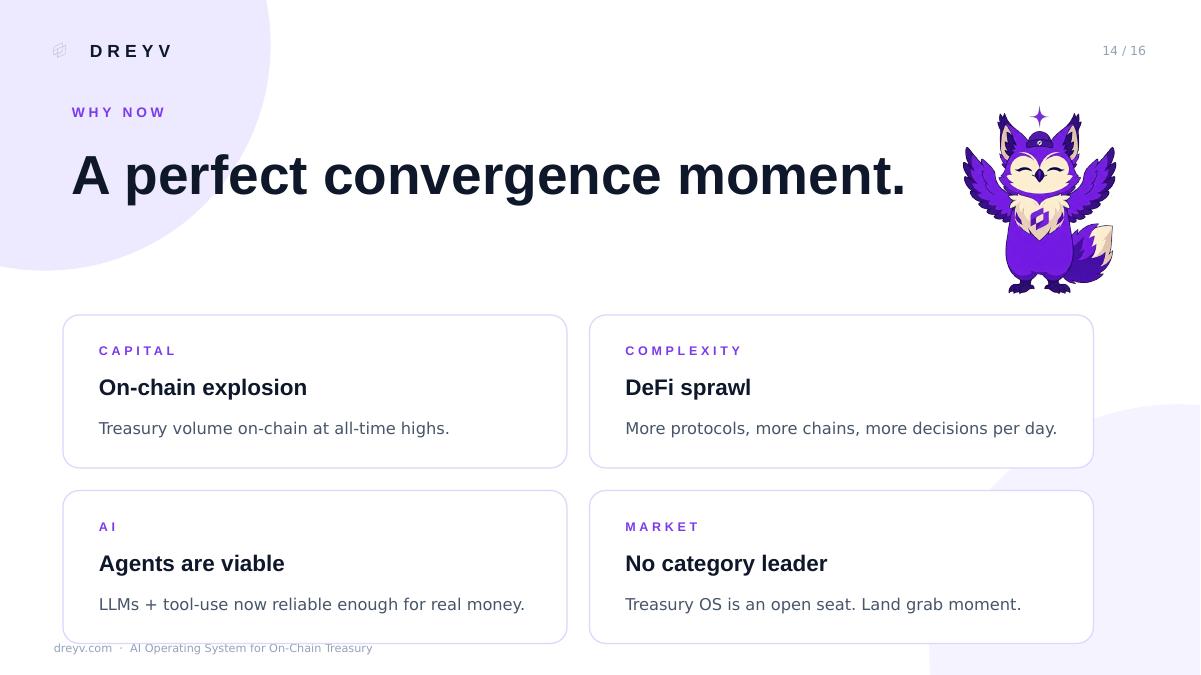 DREYV
14 / 16
WHY NOW
A perfect convergence moment.
CAPITAL
On-chain explosion
Treasury volume on-chain at all-time highs.
COMPLEXITY
DeFi sprawl
More protocols, more chains, more decisions per day.
AI
Agents are viable
LLMs + tool-use now reliable enough for real money.
MARKET
No category leader
Treasury OS is an open seat. Land grab moment.
dreyv.com · AI Operating System for On-Chain Treasury